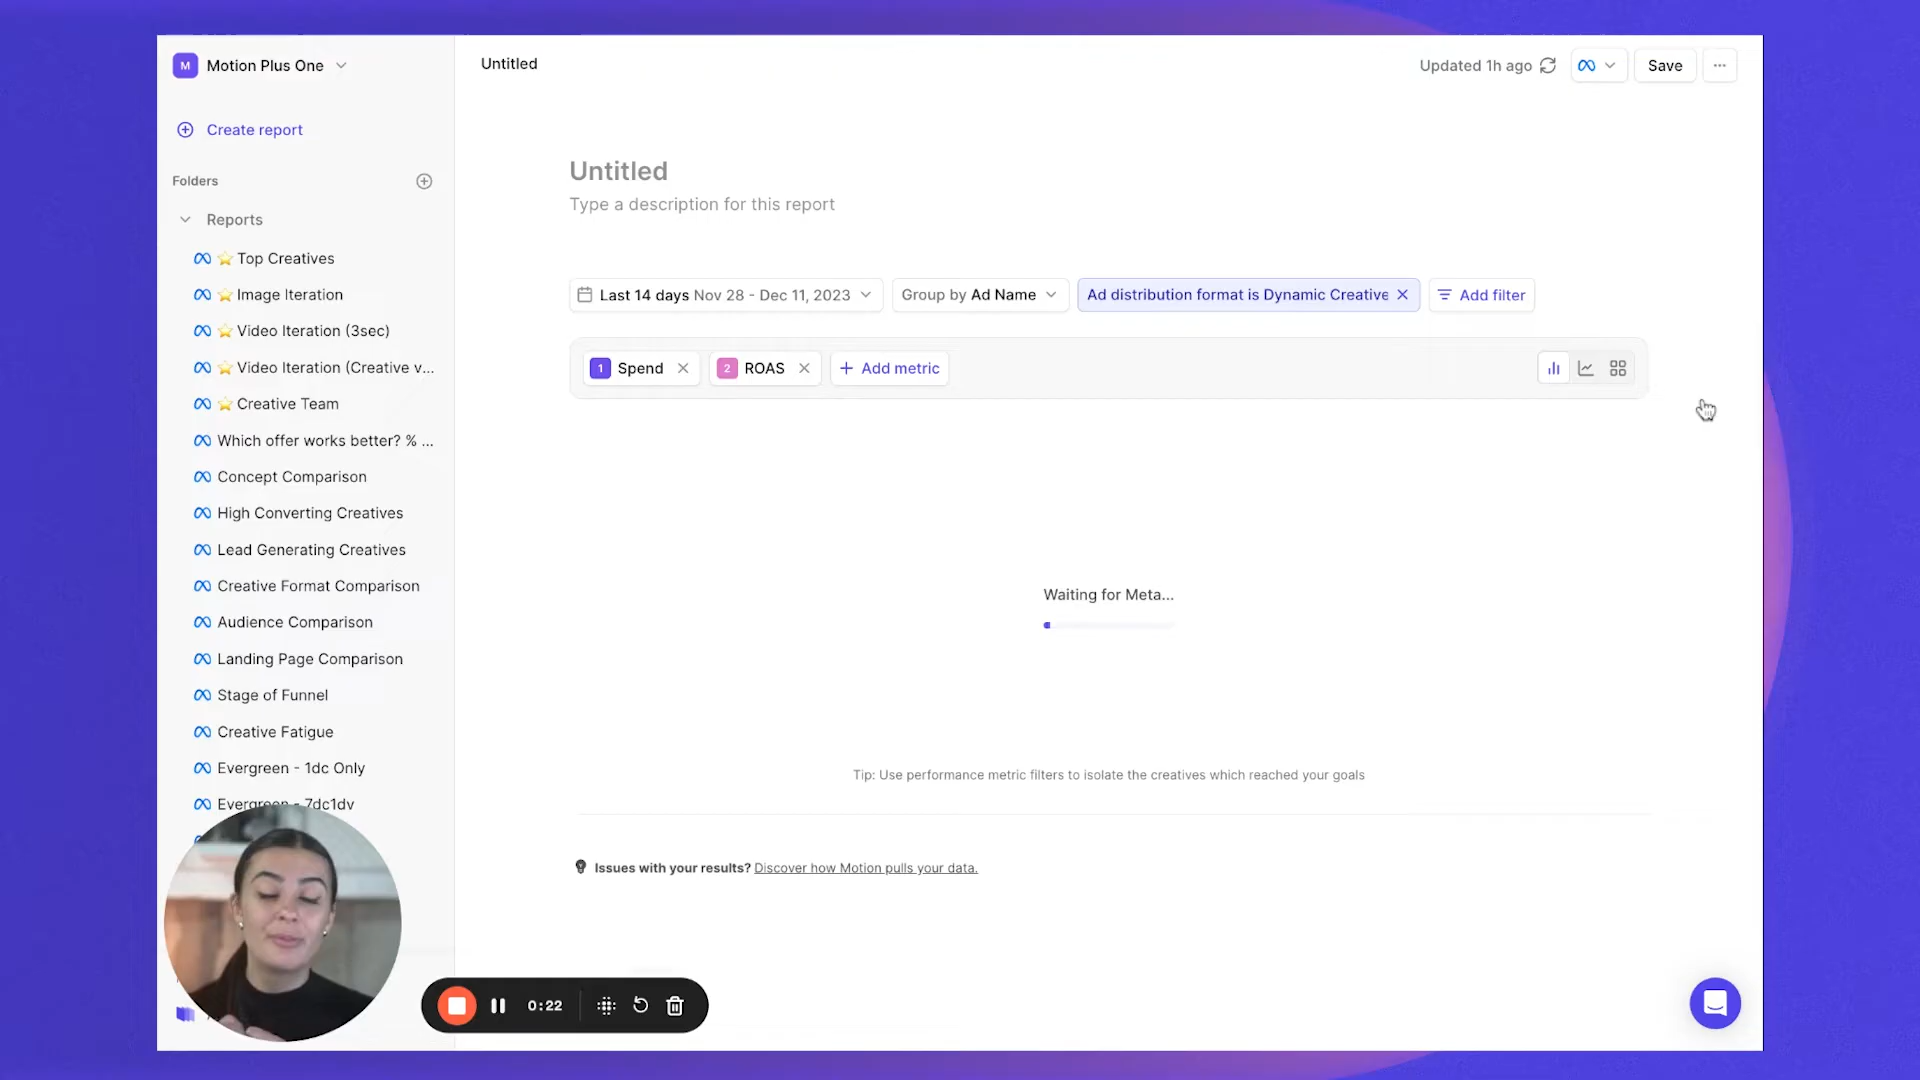 M Motion Plus One
Untitled
Updated 1h ago
Save
Create report
Folders
Reports
Top Creatives
Image Iteration
Video Iteration (3sec)
Video Iteration (Creative v...
Creative Team
Which offer works better? % ...
Concept Comparison
High Converting Creatives
Lead Generating Creatives
Creative Format Comparison
Audience Comparison
Landing Page Comparison
Stage of Funnel
Creative Fatigue
Evergreen - 1dc Only
Evergreen - 7dc1dv
Untitled
Type a description for this report
Last 14 days Nov 28 - Dec 11, 2023
Group by Ad Name
Ad distribution format is Dynamic Creative
Add filter
1 Spend
2 ROAS
Add metric
Waiting for Meta...
Tip: Use performance metric filters to isolate the creatives which reached your goals
Issues with your results? Discover how Motion pulls your data.
0:22